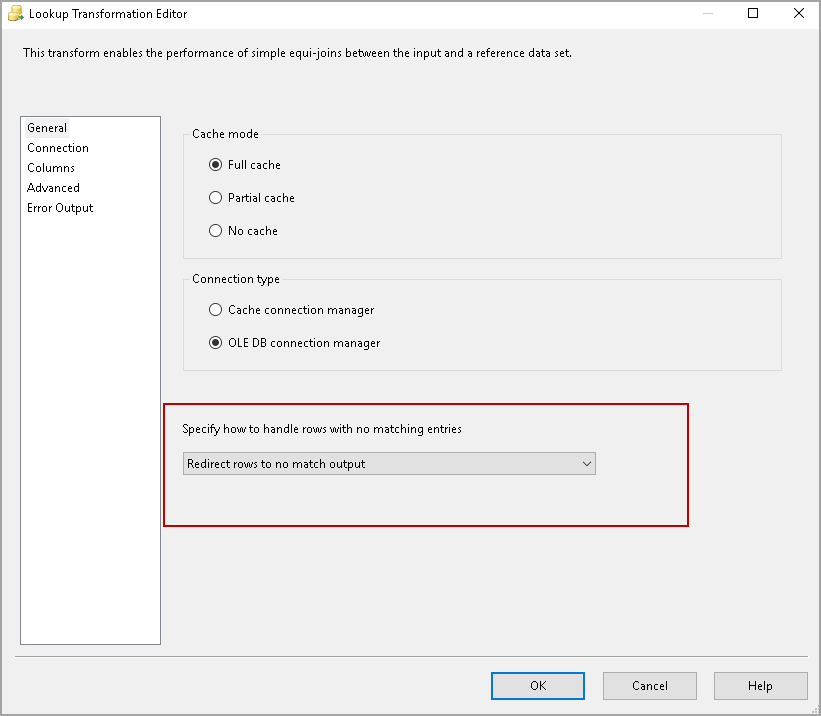 Lookup Transformation Editor
This transform enables the performance of simple equi-joins between the input and a reference data set.
General
Connection
Columns
Advanced
Error Output
Cache mode
Full cache
Partial cache
No cache
Connection type
Cache connection manager
OLE DB connection manager
Specify how to handle rows with no matching entries
Redirect rows to no match output
OK
Cancel
Help